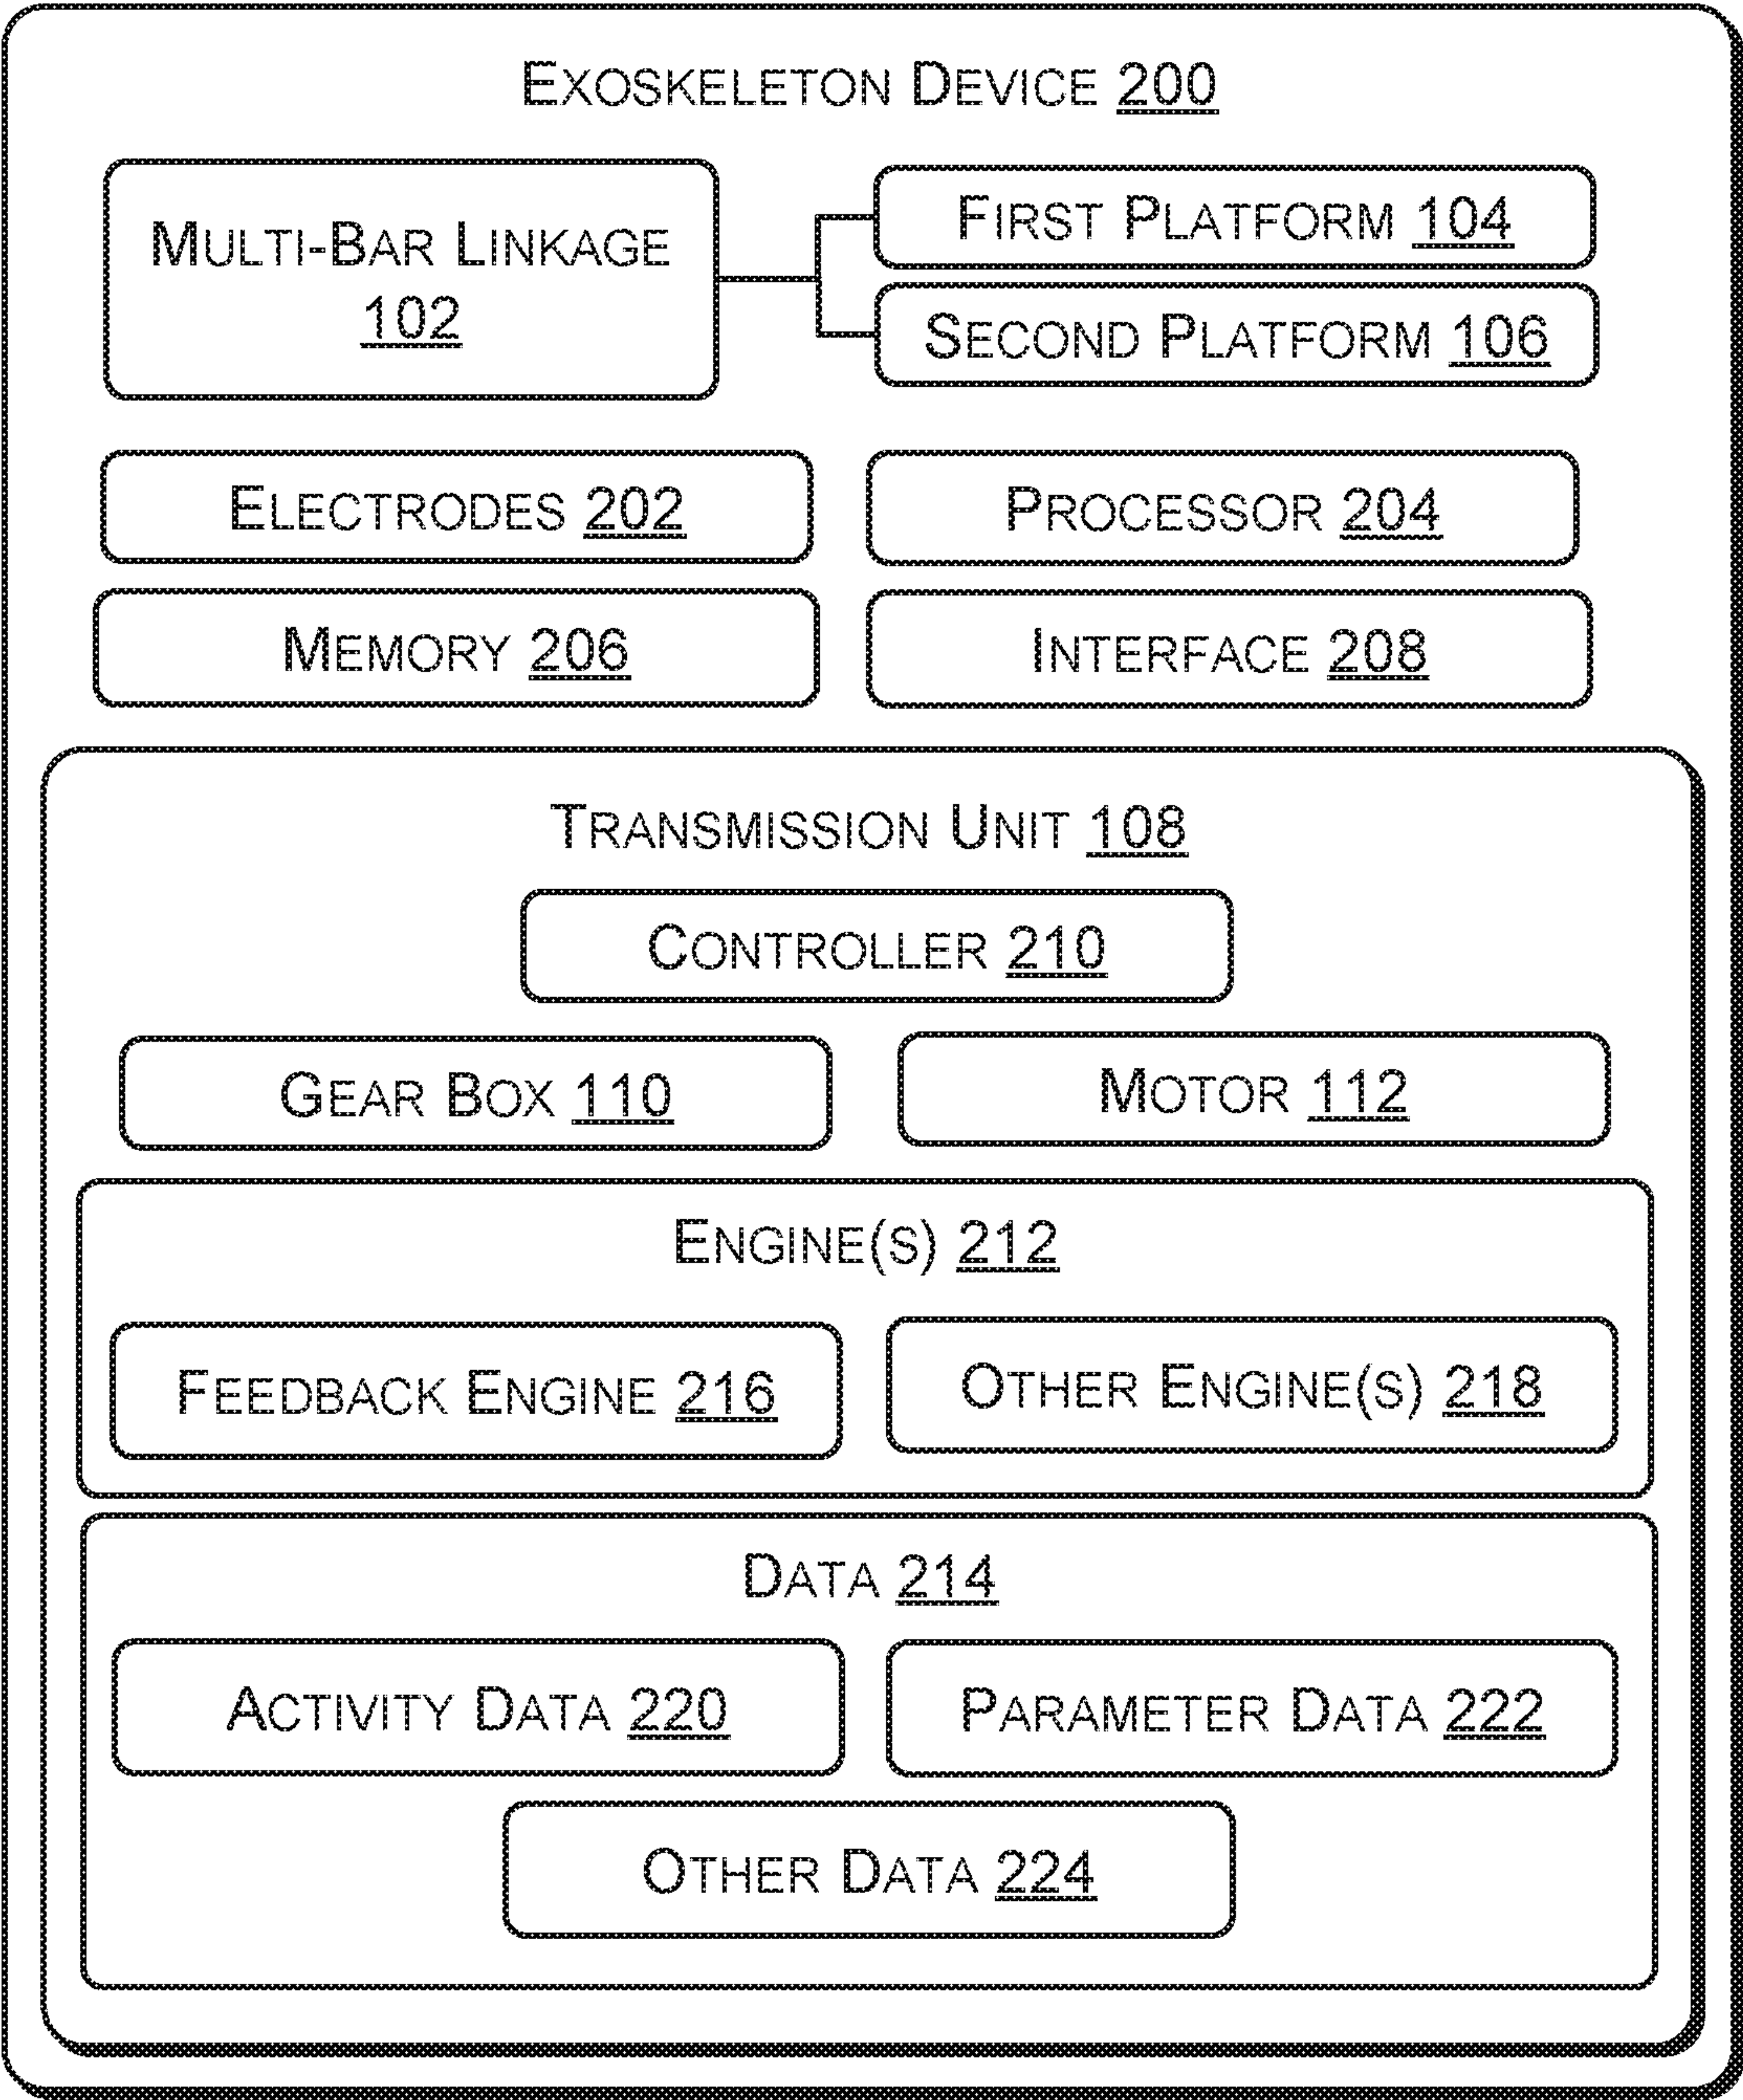 EXOSKELETON DEVICE 200
MULTI-BAR LINKAGE
102
FIRST PLATFORM 104
SECOND PLATFORM 106
ELECTRODES 202
PROCESSOR 204
MEMORY 206
INTERFACE 208
TRANSMISSION UNIT 108
CONTROLLER 210
GEAR BOX 110
MOTOR 112
ENGINE(S) 212
FEEDBACK ENGINE 216
OTHER ENGINE(S) 218
DATA 214
ACTIVITY DATA 220
PARAMETER DATA 222
OTHER DATA 224